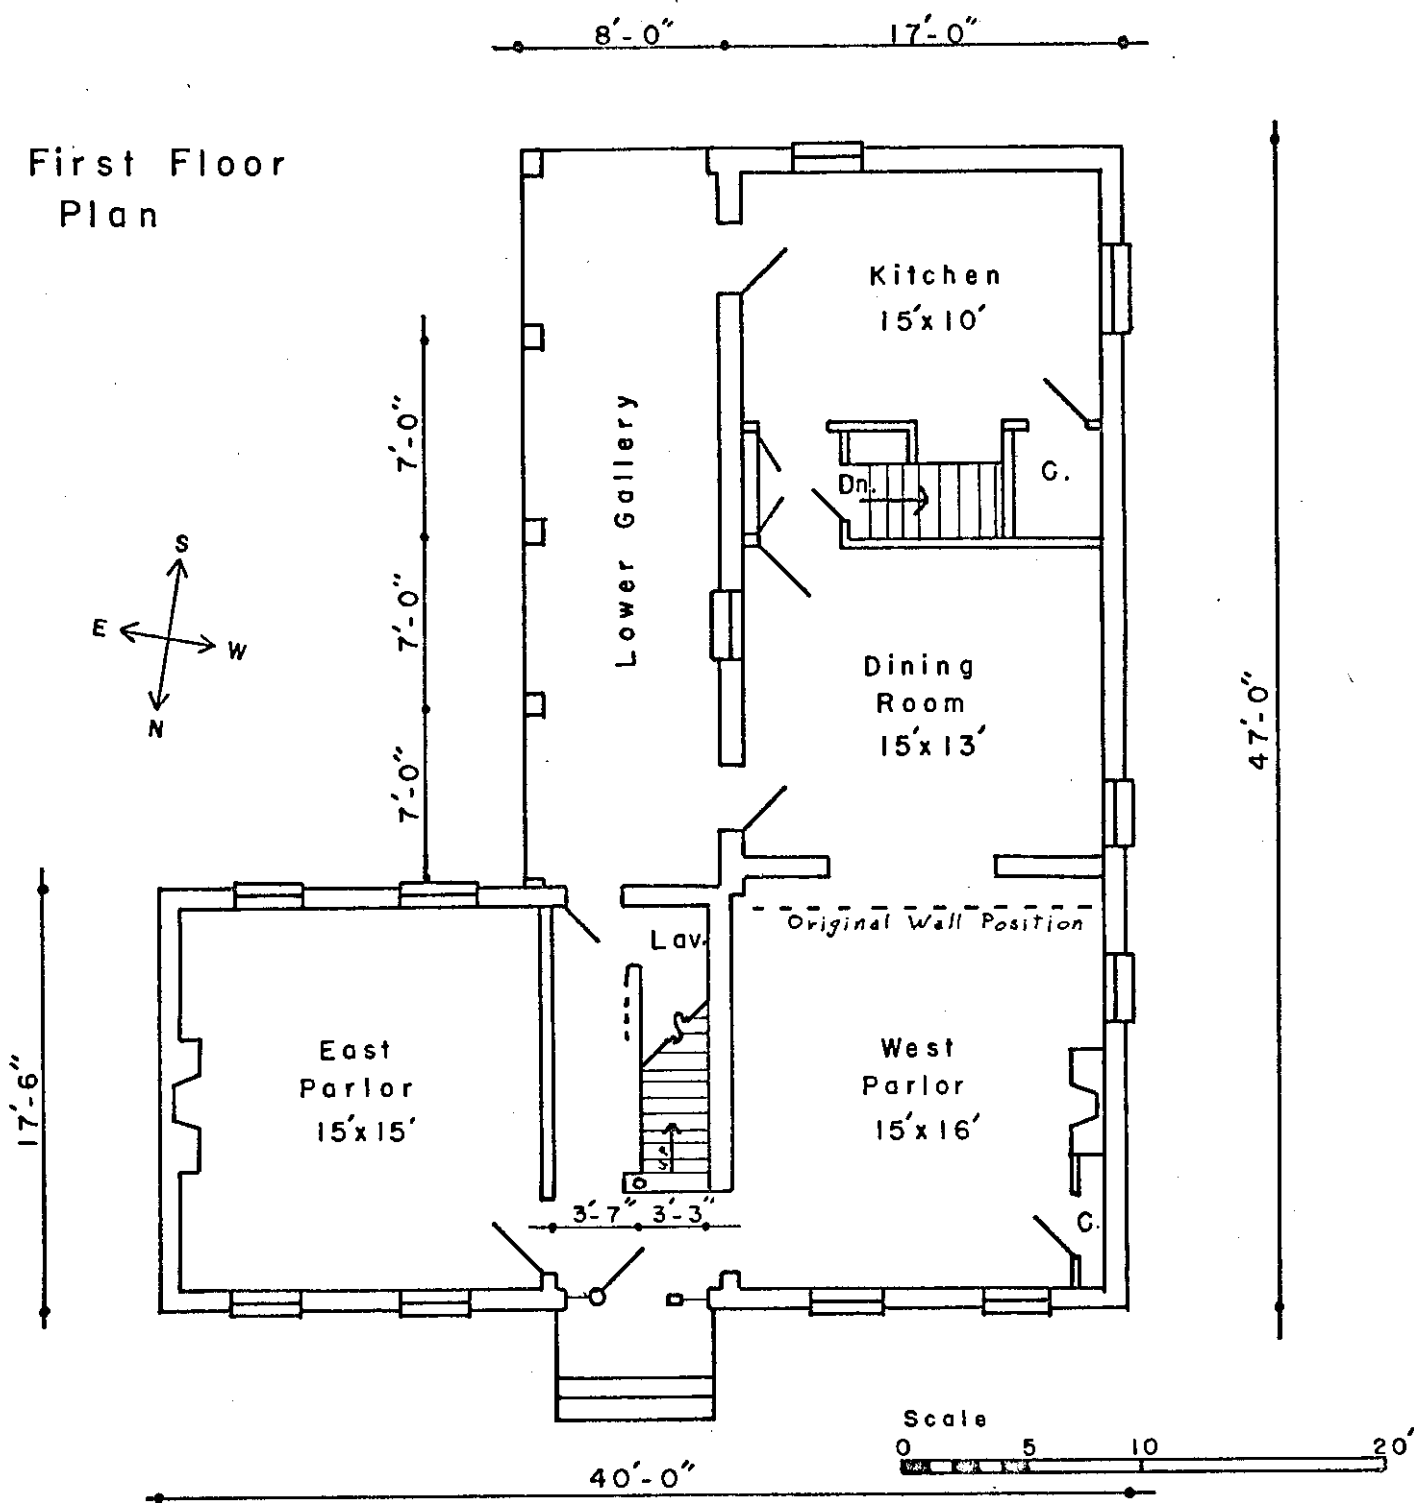 8'-0"
17'-0"
First Floor
Plan
Kitchen
15'x10'
Lower Gallery
7'-0"
7'-0"
7'-0"
Dn.
C.
S
E
W
N
Dining
Room
15'x13'
47'-0"
Original Wall Position
Lav.
East
Parlor
15'x15'
West
Parlor
15'x16'
17'-6"
UP
3'-7"
3'-3"
C.
Scale
0 5 10 20'
40'-0"